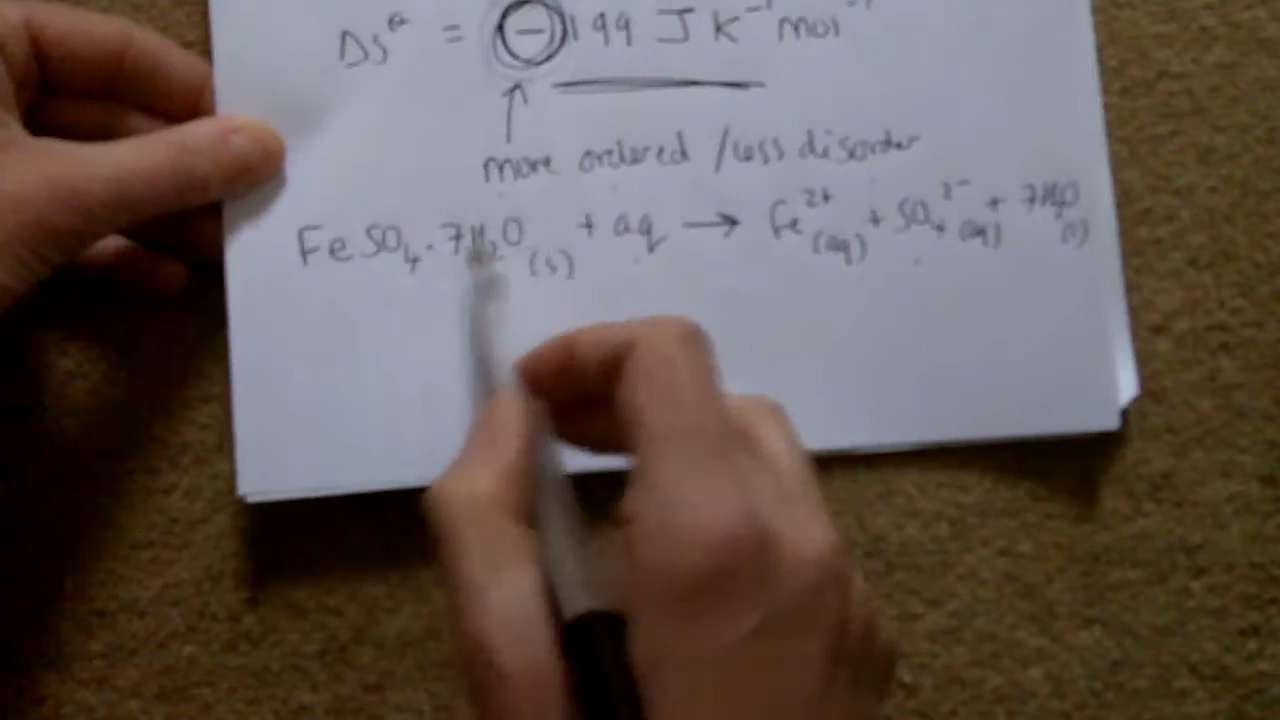 ΔS° = -199 J K⁻¹ mol⁻¹
more ordered / less disorder
FeSO₄.7H₂O (s) + aq → Fe²⁺ (aq) + SO₄²⁻ (aq) + 7H₂O (l)